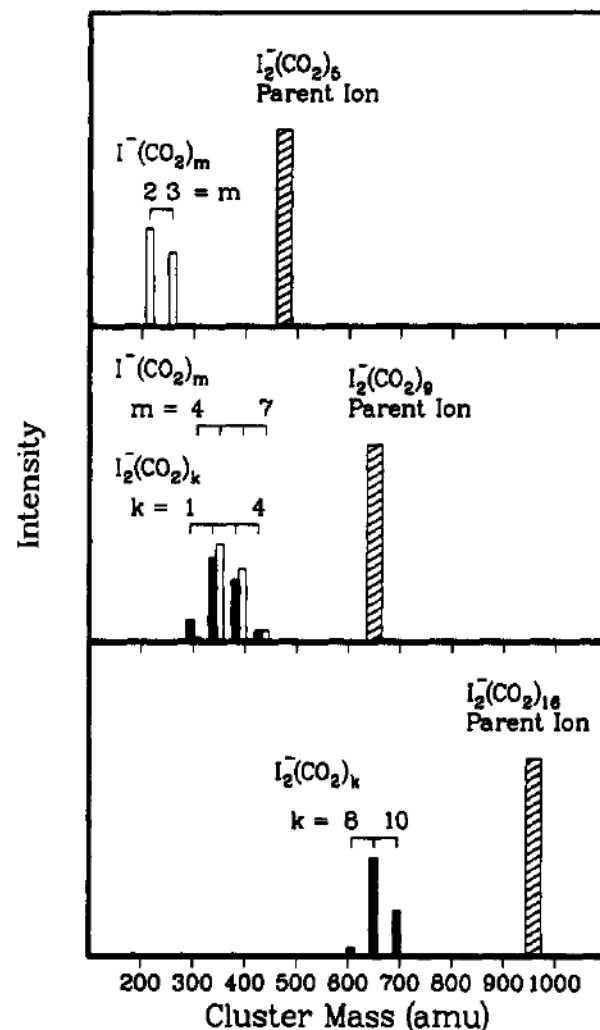 I₂⁻(CO₂)₅
Parent Ion
I⁻(CO₂)ₘ
2 3 = m
I⁻(CO₂)ₘ
m = 4 7
I₂⁻(CO₂)₉
Parent Ion
I₂⁻(CO₂)ₖ
k = 1 4
I₂⁻(CO₂)₁₆
Parent Ion
I₂⁻(CO₂)ₖ
k = 8 10
Intensity
200 300 400 500 600 700 800 900 1000
Cluster Mass (amu)